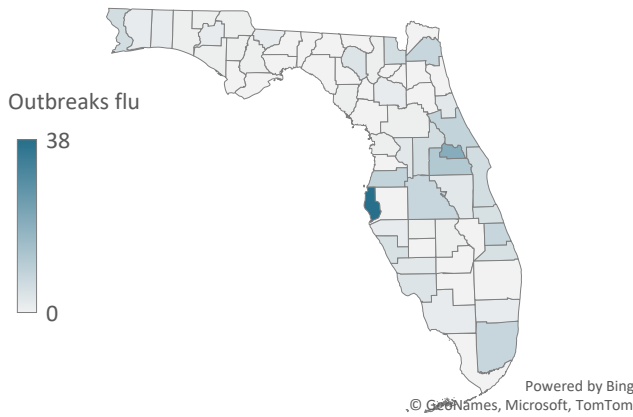 Outbreaks flu
38
0
Powered by Bing
© GeoNames, Microsoft, TomTom